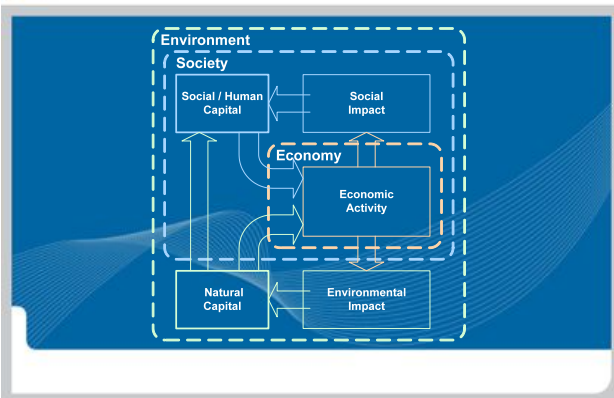 Environment
Society
Social / Human
Capital
Social
Impact
Economy
Economic
Activity
Natural
Capital
Environmental
Impact